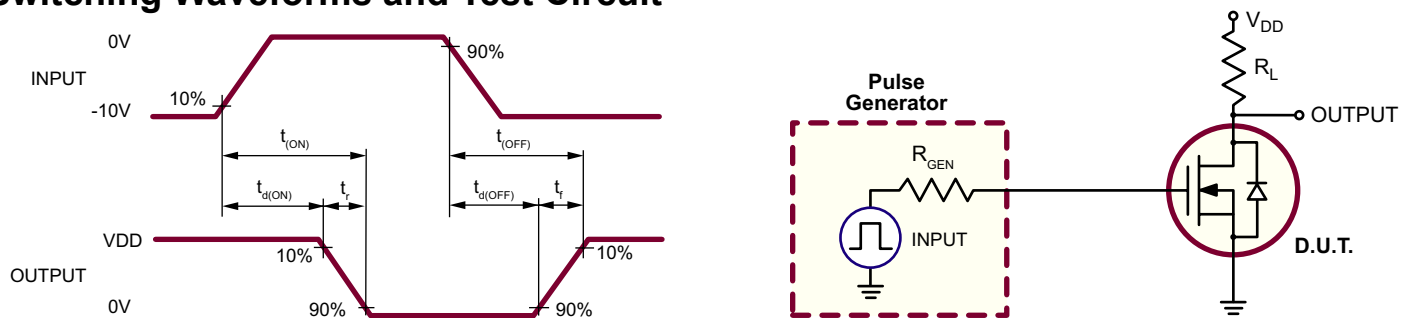 Switching Waveforms and Test Circuit
0V
INPUT
-10V
10%
90%
t(ON)
t(OFF)
td(ON)
tr
td(OFF)
tf
VDD
OUTPUT
0V
10%
90%
90%
10%
Pulse
Generator
RGEN
INPUT
VDD
RL
OUTPUT
D.U.T.